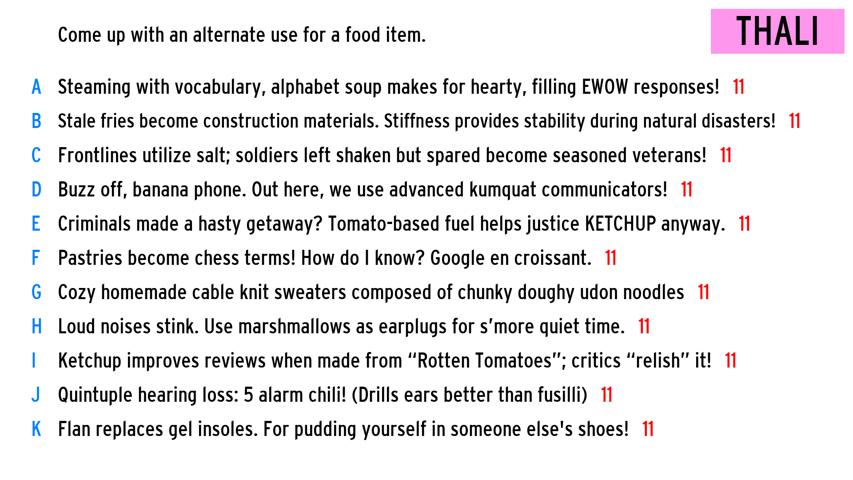 Come up with an alternate use for a food item.
THALI
A Steaming with vocabulary, alphabet soup makes for hearty, filling EWOW responses! 11
B Stale fries become construction materials. Stiffness provides stability during natural disasters! 11
C Frontlines utilize salt; soldiers left shaken but spared become seasoned veterans! 11
D Buzz off, banana phone. Out here, we use advanced kumquat communicators! 11
E Criminals made a hasty getaway? Tomato-based fuel helps justice KETCHUP anyway. 11
F Pastries become chess terms! How do I know? Google en croissant. 11
G Cozy homemade cable knit sweaters composed of chunky doughy udon noodles 11
H Loud noises stink. Use marshmallows as earplugs for s’more quiet time. 11
I Ketchup improves reviews when made from “Rotten Tomatoes”; critics “relish” it! 11
J Quintuple hearing loss: 5 alarm chili! (Drills ears better than fusilli) 11
K Flan replaces gel insoles. For pudding yourself in someone else's shoes! 11